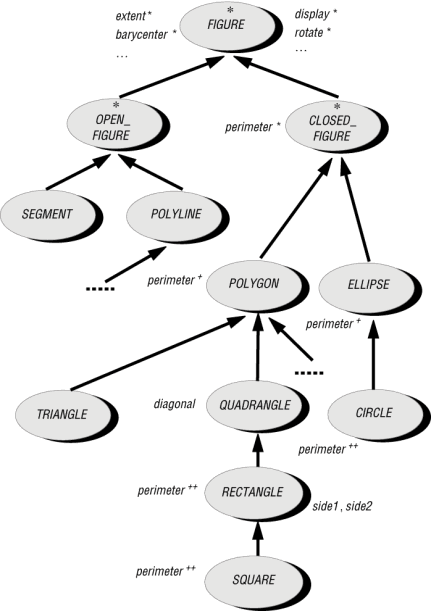 extent *
barycenter *
…
*
FIGURE
display *
rotate *
…
*
OPEN_
FIGURE
perimeter *
*
CLOSED_
FIGURE
SEGMENT
POLYLINE
perimeter +
POLYGON
ELLIPSE
perimeter +
TRIANGLE
diagonal
QUADRANGLE
CIRCLE
perimeter ++
perimeter ++
RECTANGLE
side1 , side2
perimeter ++
SQUARE